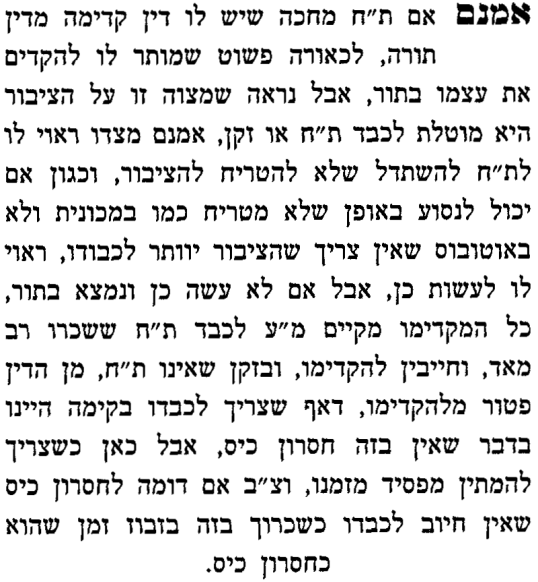 אמנם אם ת״ח מחכה שיש לו דין קדימה מדין
תורה, לכאורה פשוט שמותר לו להקדים
את עצמו בתור, אבל נראה שמצוה זו על הציבור
היא מוטלת לכבד ת״ח או זקן, אמנם מצדו ראוי לו
לת״ח להשתדל שלא להטריח להציבור, וכגון אם
יכול לנסוע באופן שלא מטריח כמו במכונית ולא
באוטובוס שאין צריך שהציבור יוותר לכבודו, ראוי
לו לעשות כן, אבל אם לא עשה כן ונמצא בתור,
כל המקדימו מקיים מ״ע לכבד ת״ח ששכרו רב
מאד, וחייבין להקדימו, ובזקן שאינו ת״ח, מן הדין
פטור מלהקדימו, דאף שצריך לכבדו בקימה היינו
בדבר שאין בזה חסרון כיס, אבל כאן כשצריך
להמתין מפסיד מזמנו, וצ״ב אם דומה לחסרון כיס
שאין חיוב לכבדו כשכרוך בזה בזבוז זמן שהוא
כחסרון כיס.